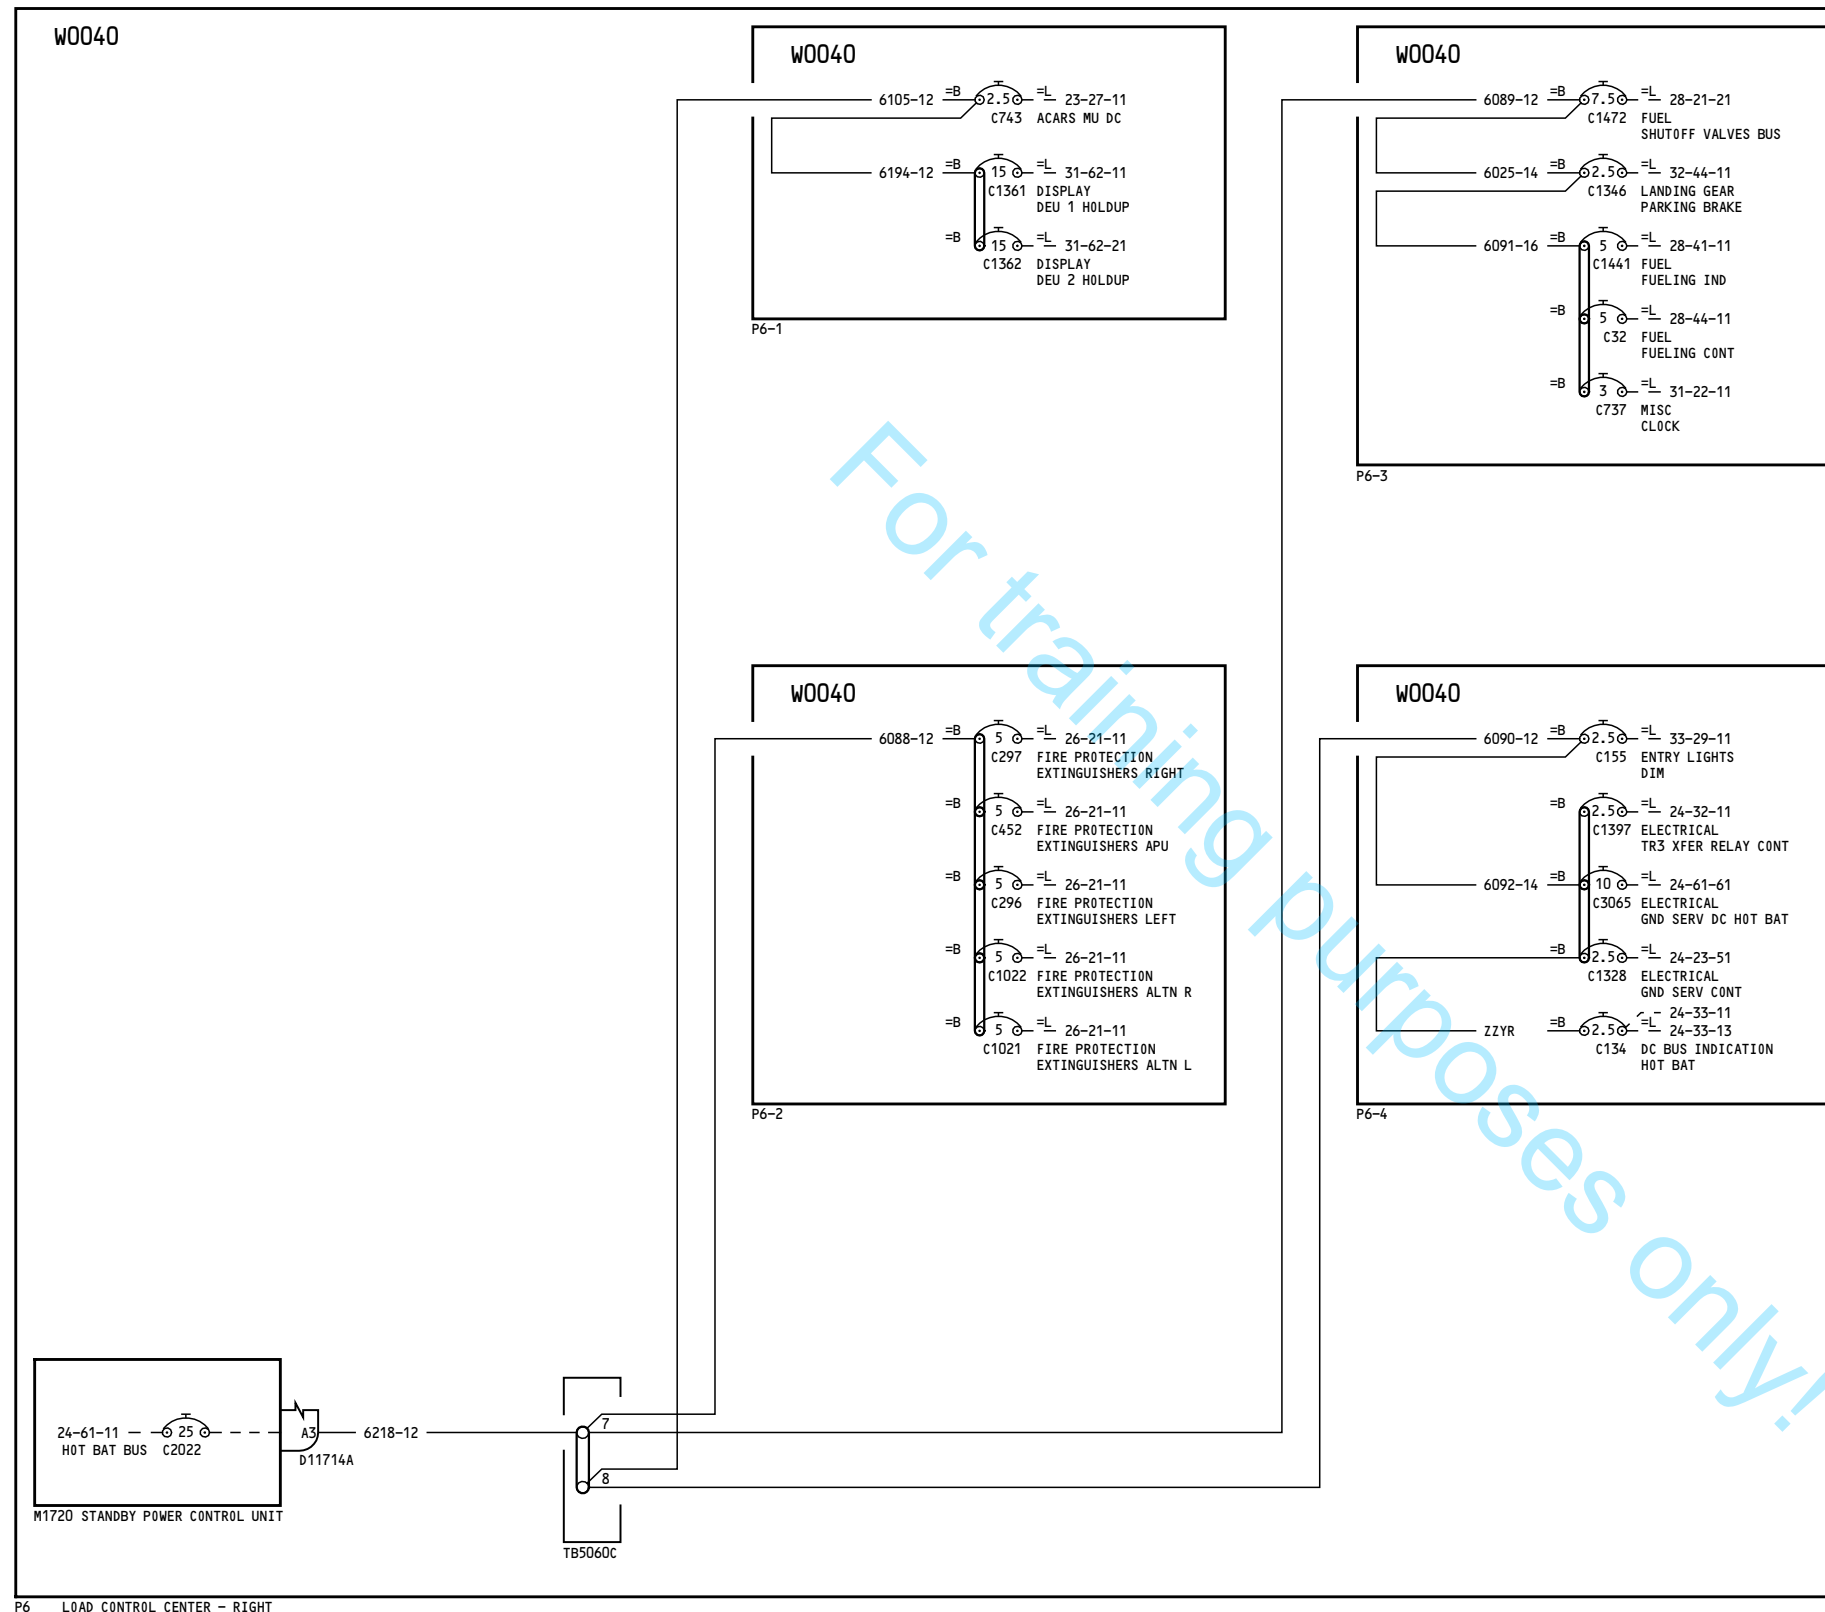 W0040
W0040
6105-12 =B 2.5 =L 23-27-11
C743 ACARS MU DC
6194-12 =B 15 =L 31-62-11
C1361 DISPLAY
DEU 1 HOLDUP
=B 15 =L 31-62-21
C1362 DISPLAY
DEU 2 HOLDUP
P6-1
W0040
6089-12 =B 7.5 =L 28-21-21
C1472 FUEL
SHUTOFF VALVES BUS
6025-14 =B 2.5 =L 32-44-11
C1346 LANDING GEAR
PARKING BRAKE
6091-16 =B 5 =L 28-41-11
C1441 FUEL
FUELING IND
=B 5 =L 28-44-11
C32 FUEL
FUELING CONT
=B 3 =L 31-22-11
C737 MISC
CLOCK
P6-3
W0040
6088-12 =B 5 =L 26-21-11
C297 FIRE PROTECTION
EXTINGUISHERS RIGHT
=B 5 =L 26-21-11
C452 FIRE PROTECTION
EXTINGUISHERS APU
=B 5 =L 26-21-11
C296 FIRE PROTECTION
EXTINGUISHERS LEFT
=B 5 =L 26-21-11
C1022 FIRE PROTECTION
EXTINGUISHERS ALTN R
=B 5 =L 26-21-11
C1021 FIRE PROTECTION
EXTINGUISHERS ALTN L
P6-2
W0040
6090-12 =B 2.5 =L 33-29-11
C155 ENTRY LIGHTS
DIM
=B 2.5 =L 24-32-11
C1397 ELECTRICAL
TR3 XFER RELAY CONT
6092-14 =B 10 =L 24-61-61
C3065 ELECTRICAL
GND SERV DC HOT BAT
=B 2.5 =L 24-23-51
C1328 ELECTRICAL
GND SERV CONT
24-33-11
ZZYR =B 2.5 =L 24-33-13
C134 DC BUS INDICATION
HOT BAT
P6-4
For training purposes only!
24-61-11 25 A3 6218-12
HOT BAT BUS C2022
D11714A
M1720 STANDBY POWER CONTROL UNIT
7
8
TB5060C
P6 LOAD CONTROL CENTER - RIGHT